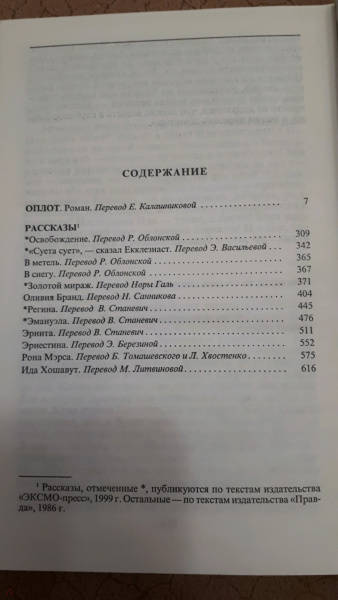 СОДЕРЖАНИЕ
ОПЛОТ. Роман. Перевод Е. Калашниковой . . . . . . . . . . . . . . . . . 7
РАССКАЗЫ¹
*Освобождение. Перевод Р. Облонской . . . . . . . . . . . . . . . . . 309
*«Суета сует», — сказал Екклезиаст. Перевод Э. Васильевой . . . . 342
В метель. Перевод Р. Облонской . . . . . . . . . . . . . . . . . 365
В снегу. Перевод Р. Облонской . . . . . . . . . . . . . . . . . 367
*Золотой мираж. Перевод Норы Галь . . . . . . . . . . . . . . . . . 371
Оливия Бранд. Перевод Н. Санникова . . . . . . . . . . . . . . . . . 404
*Регина. Перевод В. Станевич . . . . . . . . . . . . . . . . . 445
*Эмануэла. Перевод В. Станевич . . . . . . . . . . . . . . . . . 476
Эрнита. Перевод В. Станевич . . . . . . . . . . . . . . . . . 511
Эрнестина. Перевод Э. Березиной . . . . . . . . . . . . . . . . . 552
Рона Мэрса. Перевод Б. Томашевского и Л. Хвостенко . . . . . . . 575
Ида Хошавут. Перевод М. Литвиновой . . . . . . . . . . . . . . . . . 616
¹ Рассказы, отмеченные *, публикуются по текстам издательства
«ЭКСМО-пресс», 1999 г. Остальные — по текстам издательства «Прав-
да», 1986 г.